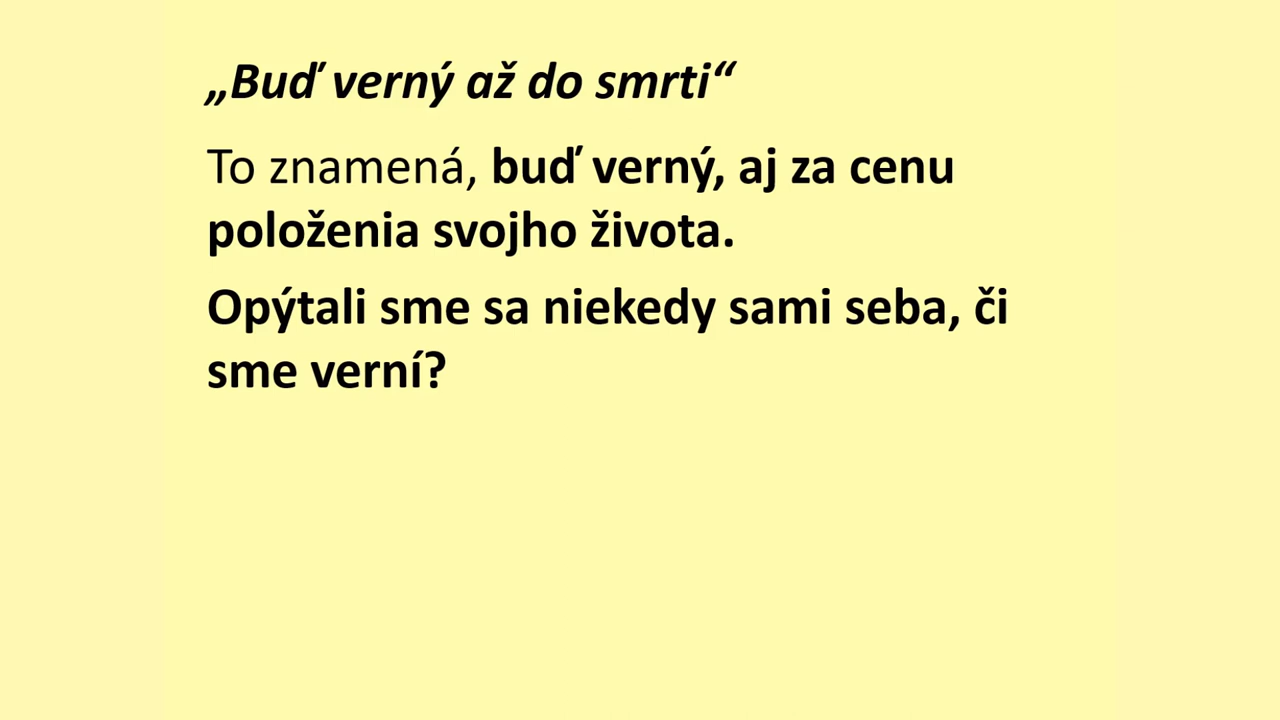 „Buď verný až do smrti“
To znamená, buď verný, aj za cenu
položenia svojho života.
Opýtali sme sa niekedy sami seba, či
sme verní?